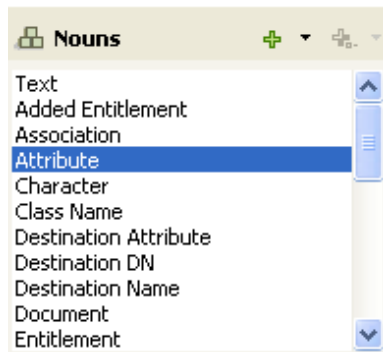 Nouns
Text
Added Entitlement
Association
Attribute
Character
Class Name
Destination Attribute
Destination DN
Destination Name
Document
Entitlement